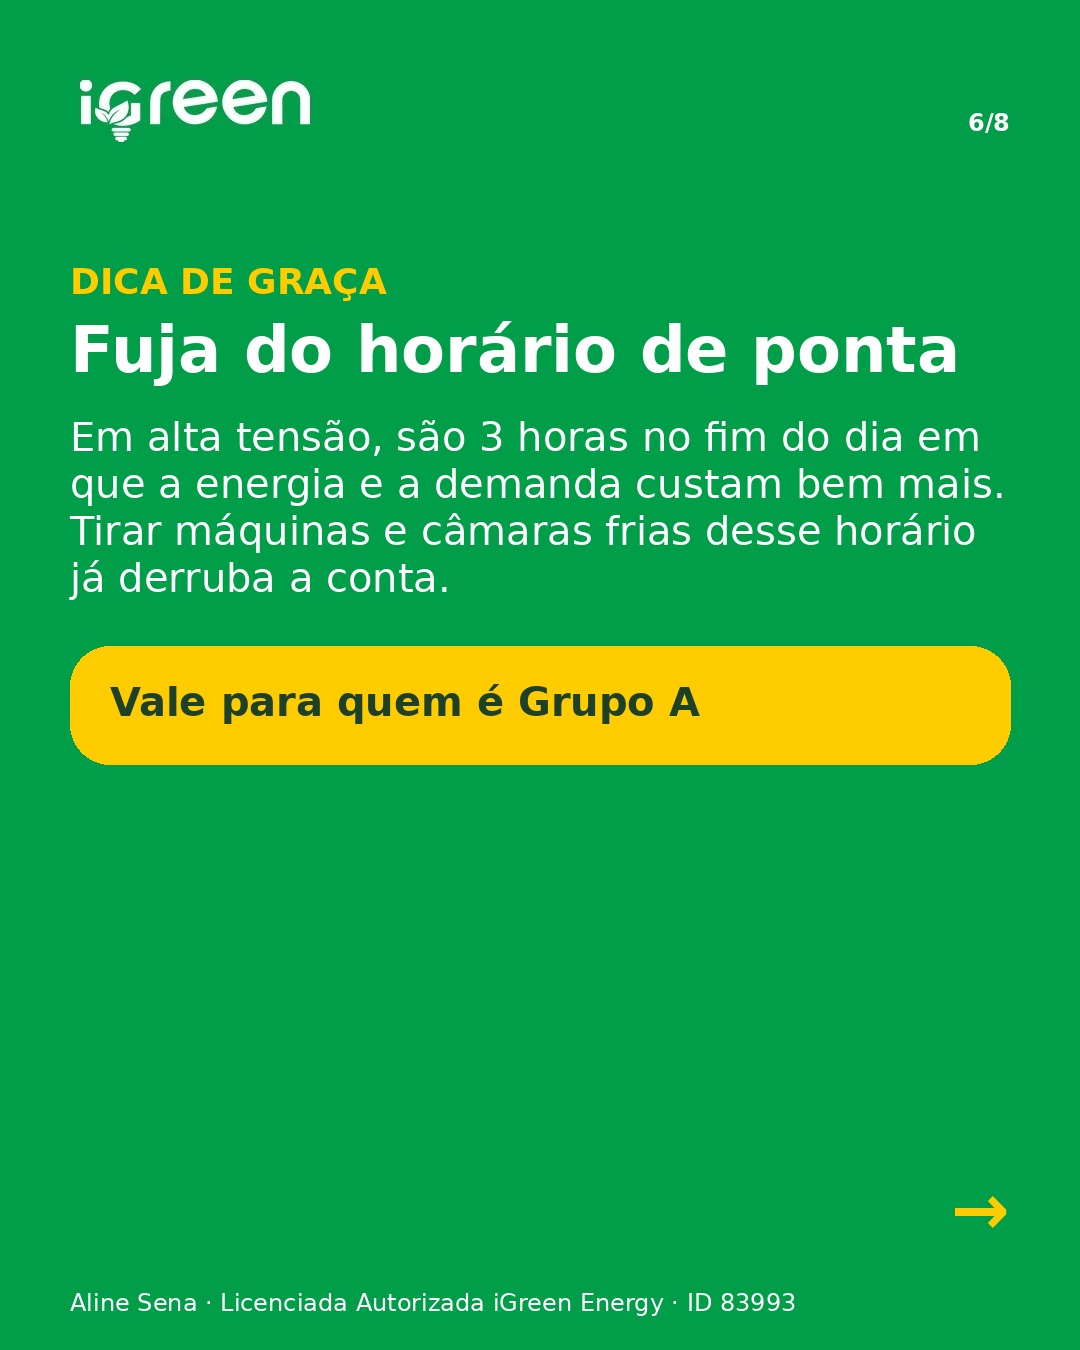 iGreen
6/8
DICA DE GRAÇA
Fuja do horário de ponta
Em alta tensão, são 3 horas no fim do dia em
que a energia e a demanda custam bem mais.
Tirar máquinas e câmaras frias desse horário
já derruba a conta.
Vale para quem é Grupo A
→
Aline Sena · Licenciada Autorizada iGreen Energy · ID 83993